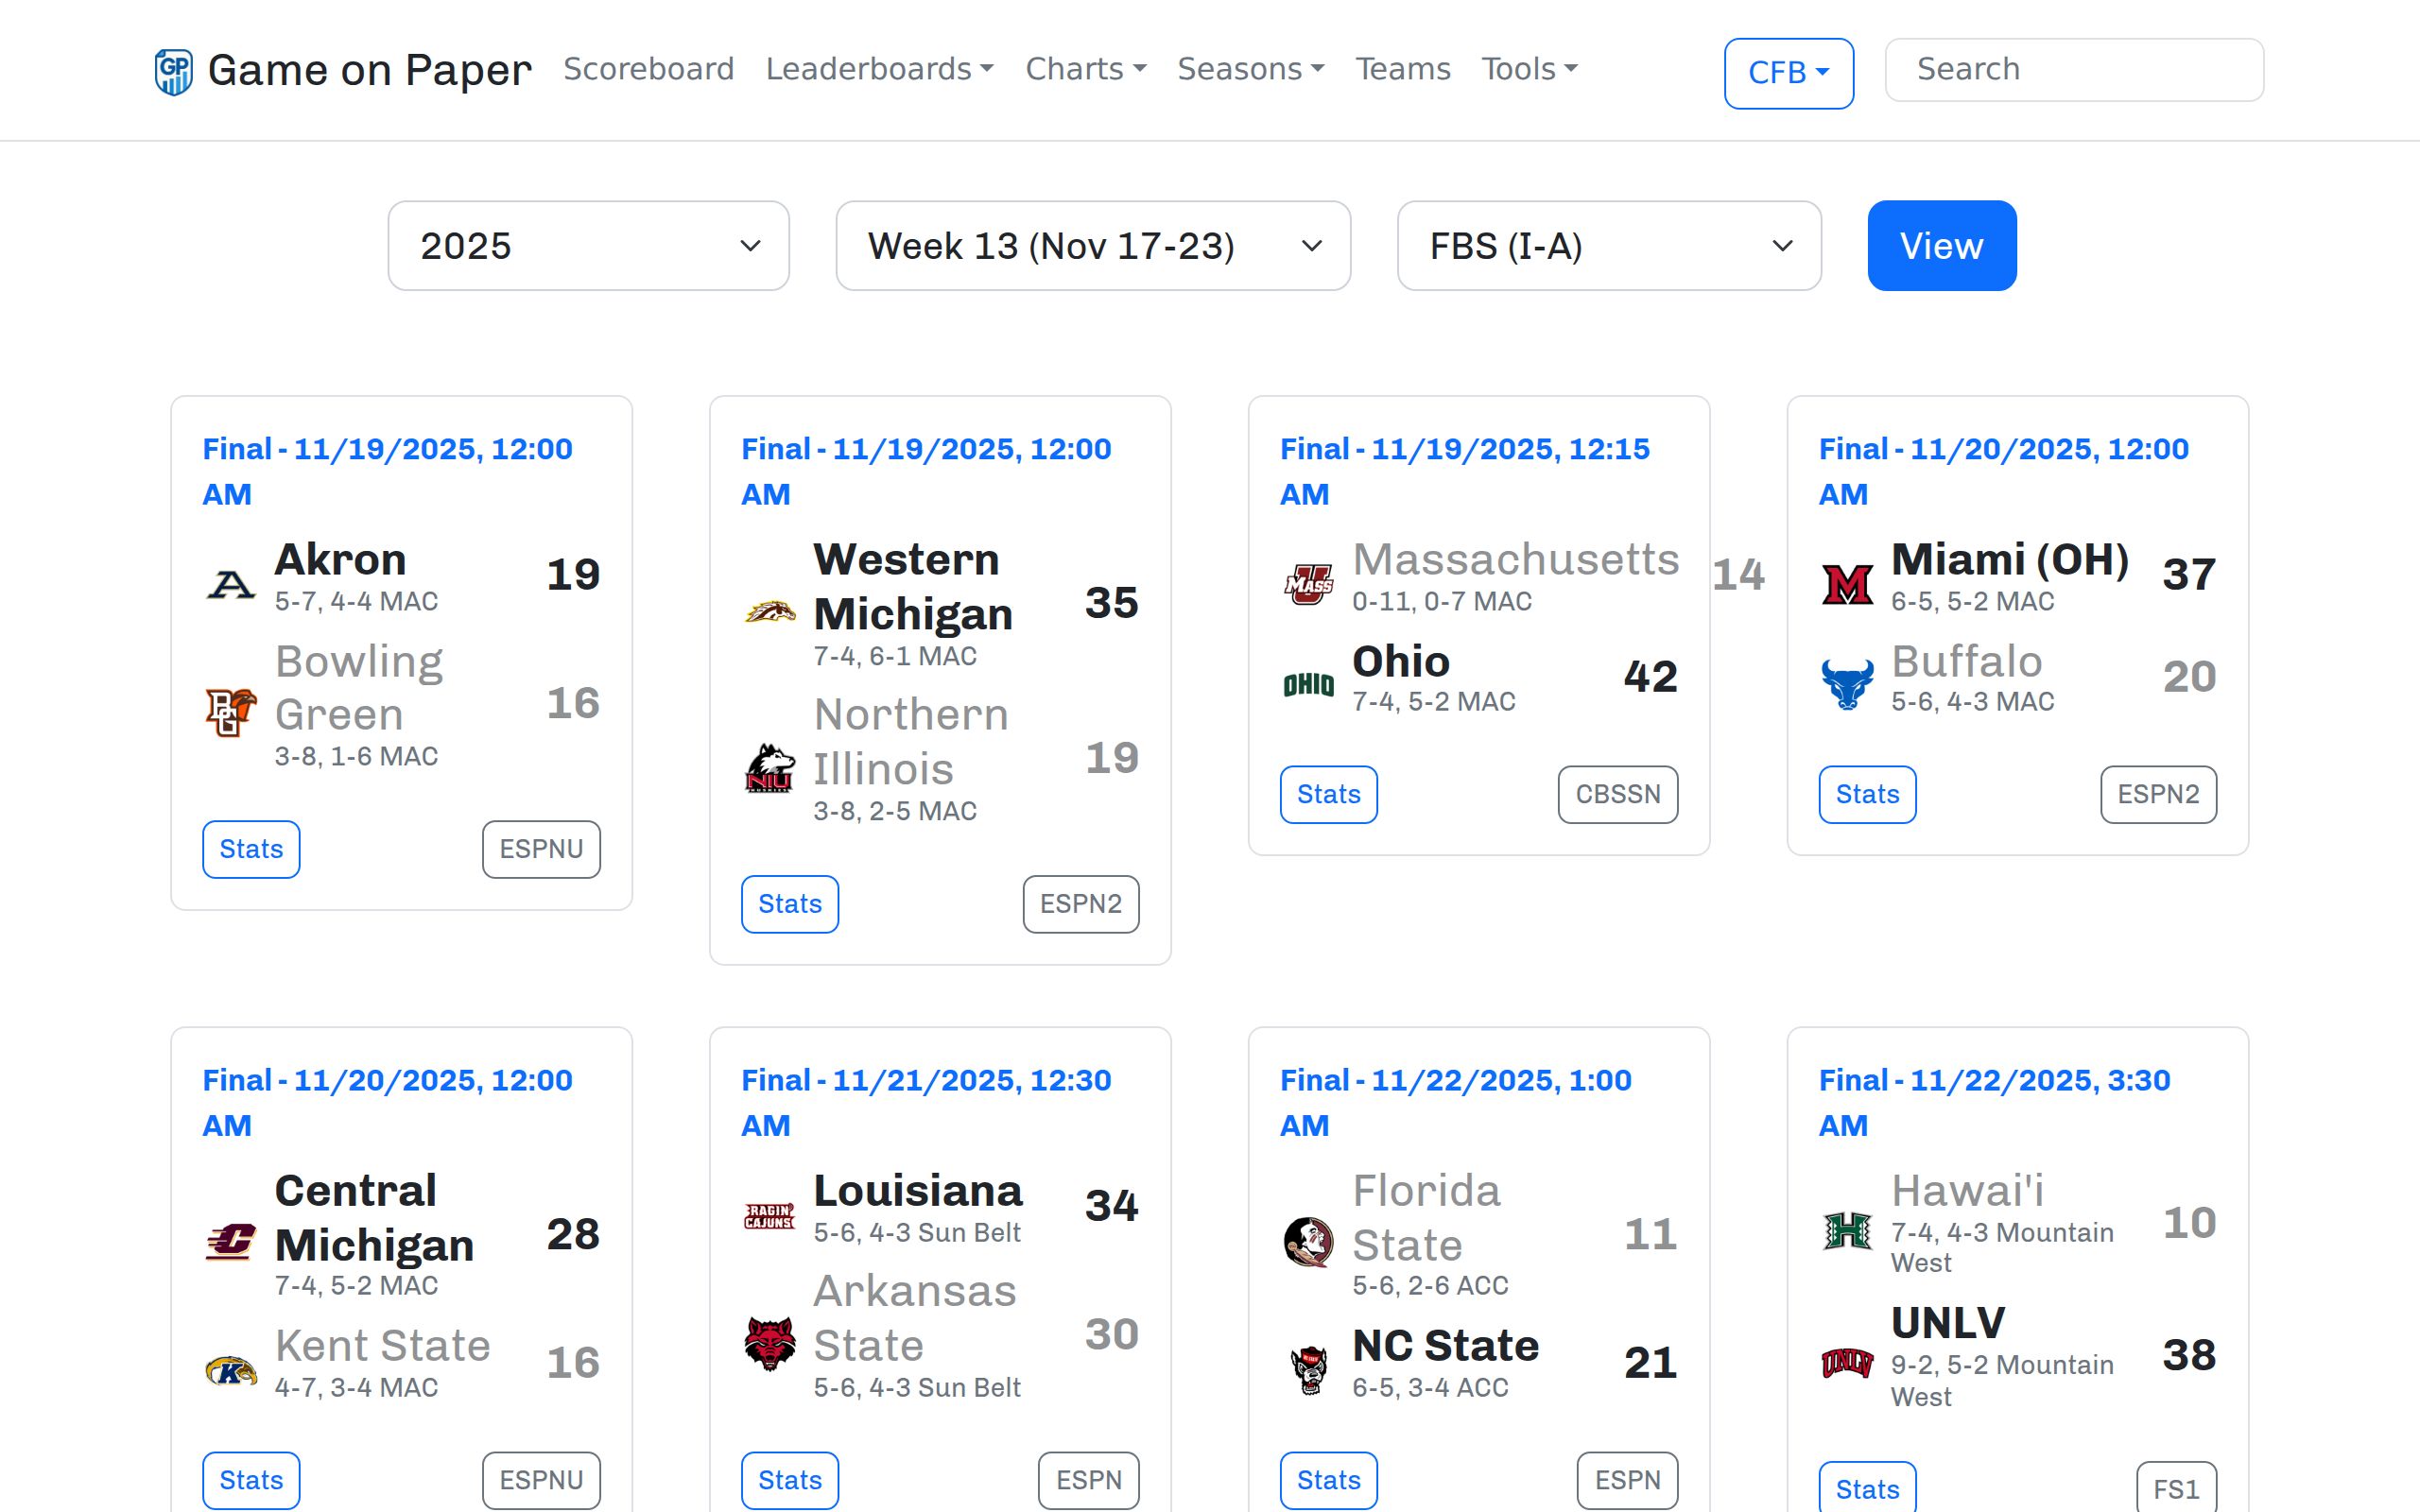 GP Game on Paper Scoreboard Leaderboards Charts Seasons Teams Tools CFB Search
2025 Week 13 (Nov 17-23) FBS (I-A) View
Final - 11/19/2025, 12:00
AM
Akron 19
5-7, 4-4 MAC
Bowling
Green 16
3-8, 1-6 MAC
Stats ESPNU
Final - 11/19/2025, 12:00
AM
Western
Michigan 35
7-4, 6-1 MAC
Northern
Illinois 19
3-8, 2-5 MAC
Stats ESPN2
Final - 11/19/2025, 12:15
AM
Massachusetts 14
0-11, 0-7 MAC
Ohio 42
7-4, 5-2 MAC
Stats CBSSN
Final - 11/20/2025, 12:00
AM
Miami (OH) 37
6-5, 5-2 MAC
Buffalo 20
5-6, 4-3 MAC
Stats ESPN2
Final - 11/20/2025, 12:00
AM
Central
Michigan 28
7-4, 5-2 MAC
Kent State 16
4-7, 3-4 MAC
Stats ESPNU
Final - 11/21/2025, 12:30
AM
Louisiana 34
5-6, 4-3 Sun Belt
Arkansas
State 30
5-6, 4-3 Sun Belt
Stats ESPN
Final - 11/22/2025, 1:00
AM
Florida
State 11
5-6, 2-6 ACC
NC State 21
6-5, 3-4 ACC
Stats ESPN
Final - 11/22/2025, 3:30
AM
Hawai'i 10
7-4, 4-3 Mountain
West
UNLV 38
9-2, 5-2 Mountain
West
Stats FS1